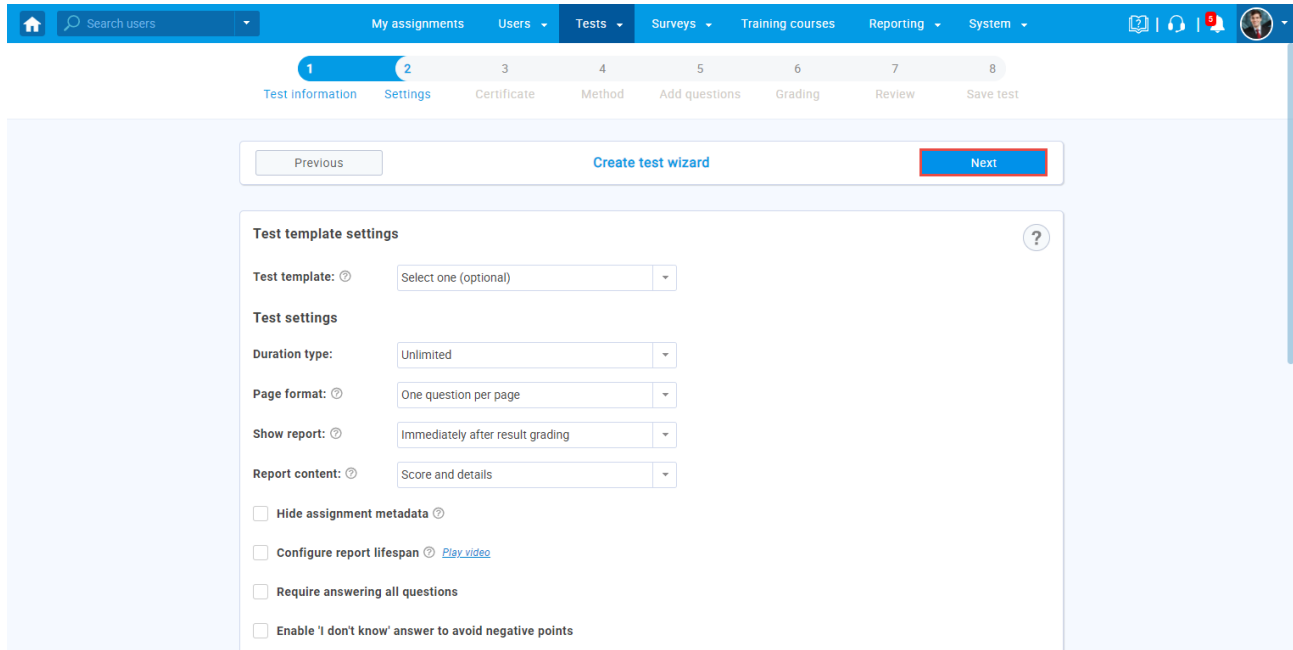 Search users My assignments Users Tests Surveys Training courses Reporting System 5
1 2 3 4 5 6 7 8
Test information Settings Certificate Method Add questions Grading Review Save test
Previous Create test wizard Next
Test template settings ?
Test template: ? Select one (optional)
Test settings
Duration type: Unlimited
Page format: ? One question per page
Show report: ? Immediately after result grading
Report content: ? Score and details
Hide assignment metadata ?
Configure report lifespan ? Play video
Require answering all questions
Enable 'I don't know' answer to avoid negative points